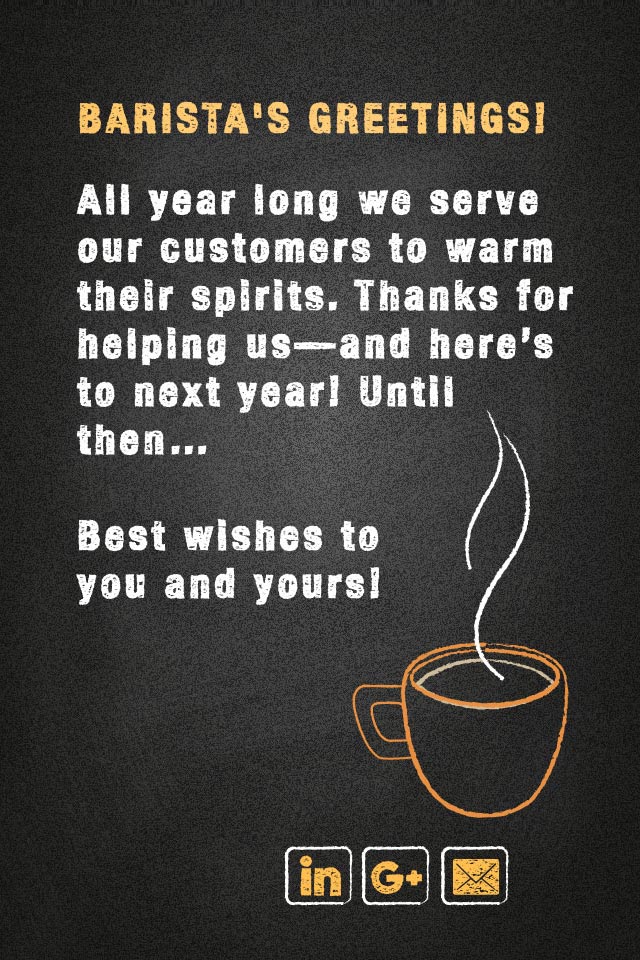 BARISTA'S GREETINGS!
All year long we serve
our customers to warm
their spirits. Thanks for
helping us—and here's
to next year! Until
then...
Best wishes to
you and yours!
in G+